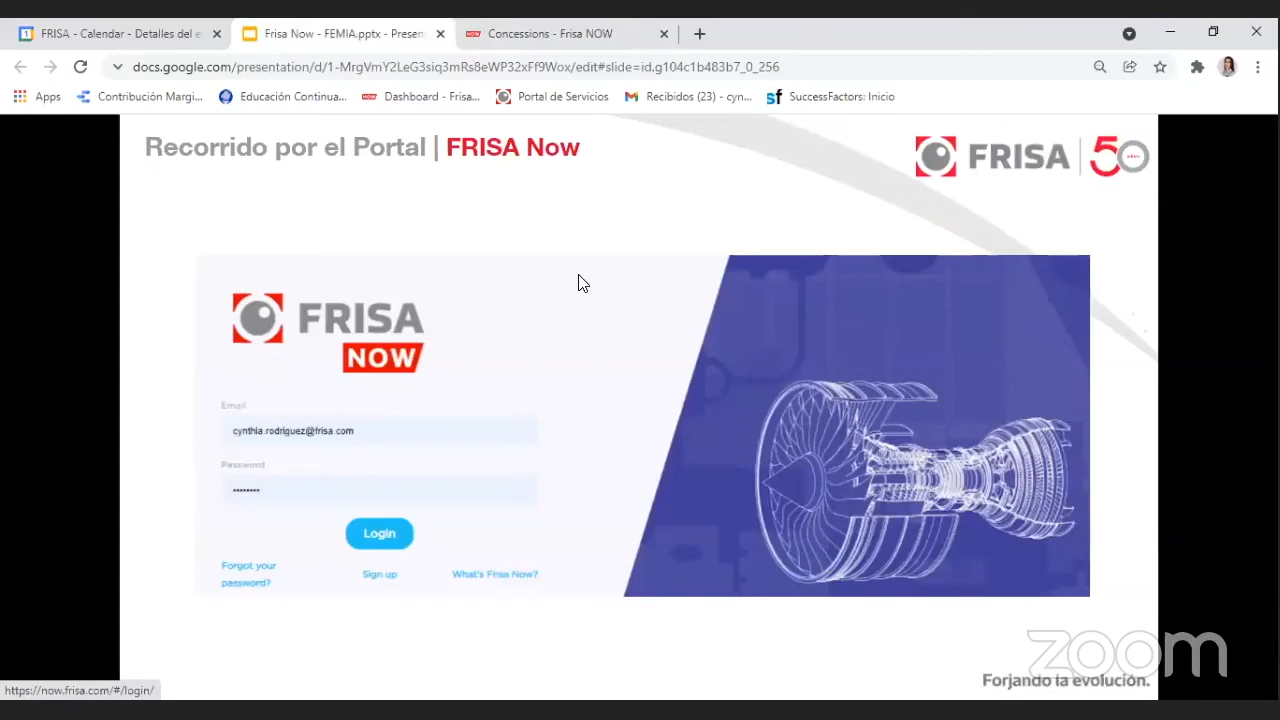 FRISA - Calendar - Detalles del e
Frisa Now - FEMIA.pptx - Presen
Concessions - Frisa NOW
docs.google.com/presentation/d/1-MrgVmY2LeG3siq3mRs8eWP32xFf9Wox/edit#slide=id.g104c1b483b7_0_256
Apps
Contribución Margi...
Educación Continua...
NOW Dashboard - Frisa...
Portal de Servicios
Recibidos (23) - cyn...
sf SuccessFactors: Inicio
Recorrido por el Portal | FRISA Now
FRISA | 50
FRISA
NOW
Email
cynthia.rodriguez@frisa.com
Password
Login
Forgot your
password?
Sign up
What's Frisa Now?
zoom
Forjando la evolución.
https://now.frisa.com/#/login/